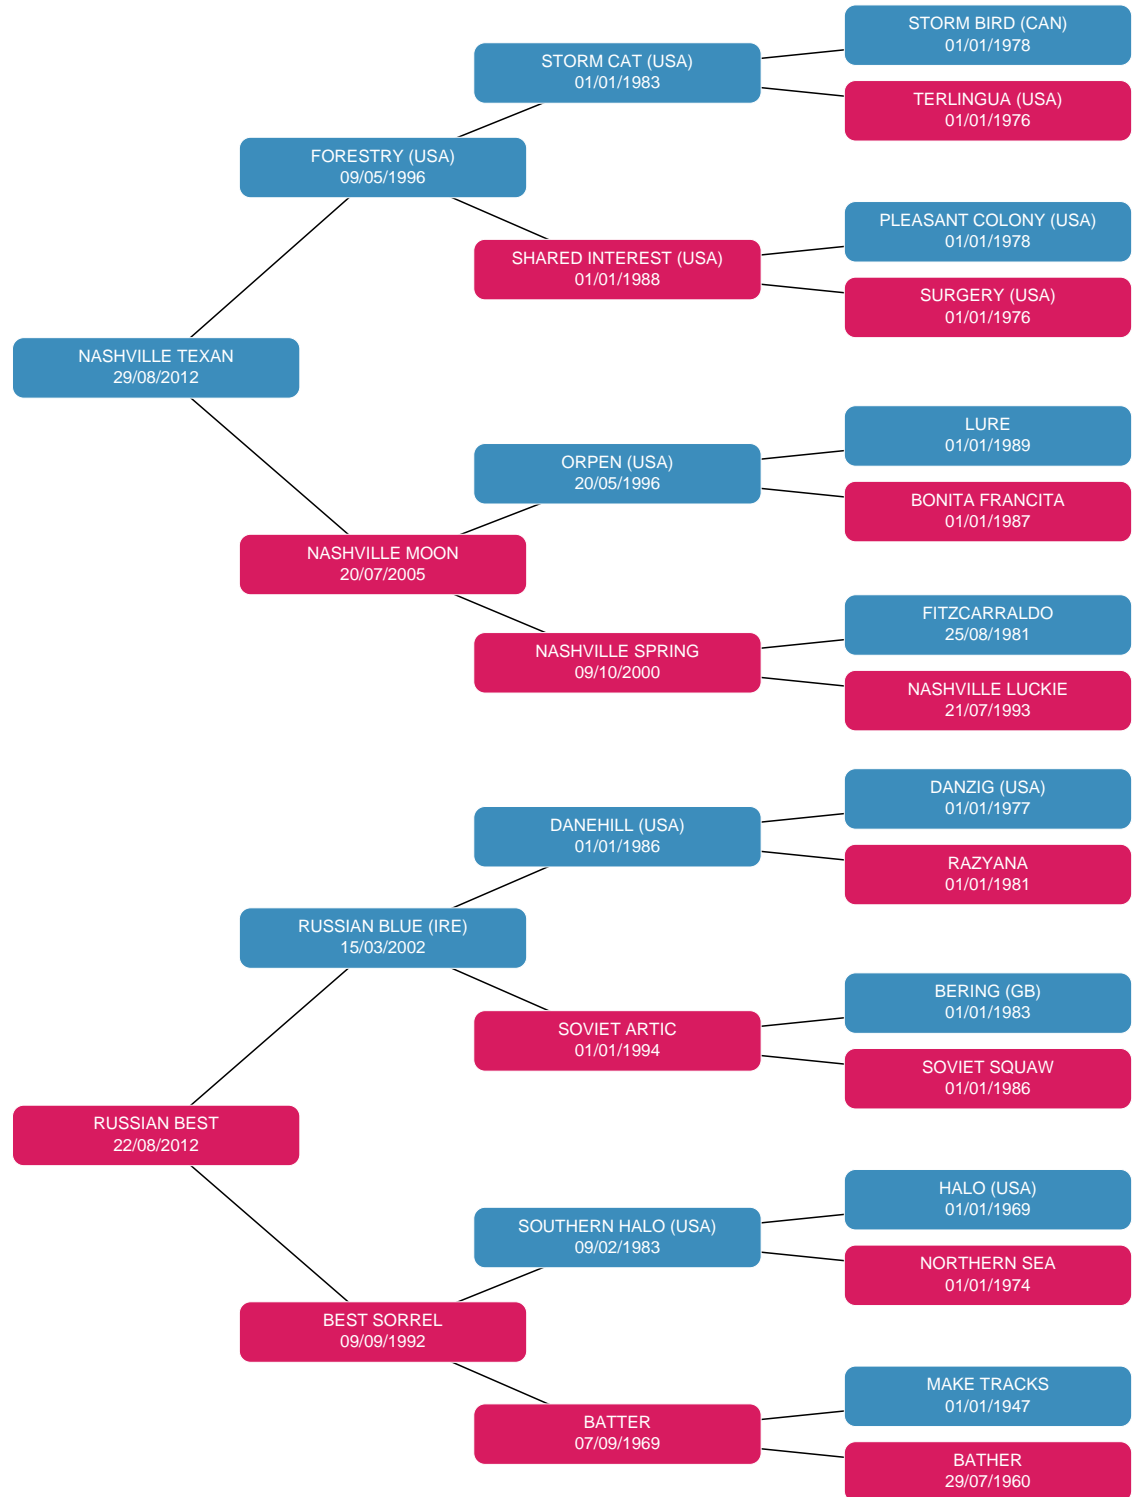 STORM BIRD (CAN)
01/01/1978
STORM CAT (USA)
01/01/1983
TERLINGUA (USA)
01/01/1976
FORESTRY (USA)
09/05/1996
PLEASANT COLONY (USA)
01/01/1978
SHARED INTEREST (USA)
01/01/1988
SURGERY (USA)
01/01/1976
NASHVILLE TEXAN
29/08/2012
LURE
01/01/1989
ORPEN (USA)
20/05/1996
BONITA FRANCITA
01/01/1987
NASHVILLE MOON
20/07/2005
FITZCARRALDO
25/08/1981
NASHVILLE SPRING
09/10/2000
NASHVILLE LUCKIE
21/07/1993
DANZIG (USA)
01/01/1977
DANEHILL (USA)
01/01/1986
RAZYANA
01/01/1981
RUSSIAN BLUE (IRE)
15/03/2002
BERING (GB)
01/01/1983
SOVIET ARTIC
01/01/1994
SOVIET SQUAW
01/01/1986
RUSSIAN BEST
22/08/2012
HALO (USA)
01/01/1969
SOUTHERN HALO (USA)
09/02/1983
NORTHERN SEA
01/01/1974
BEST SORREL
09/09/1992
MAKE TRACKS
01/01/1947
BATTER
07/09/1969
BATHER
29/07/1960